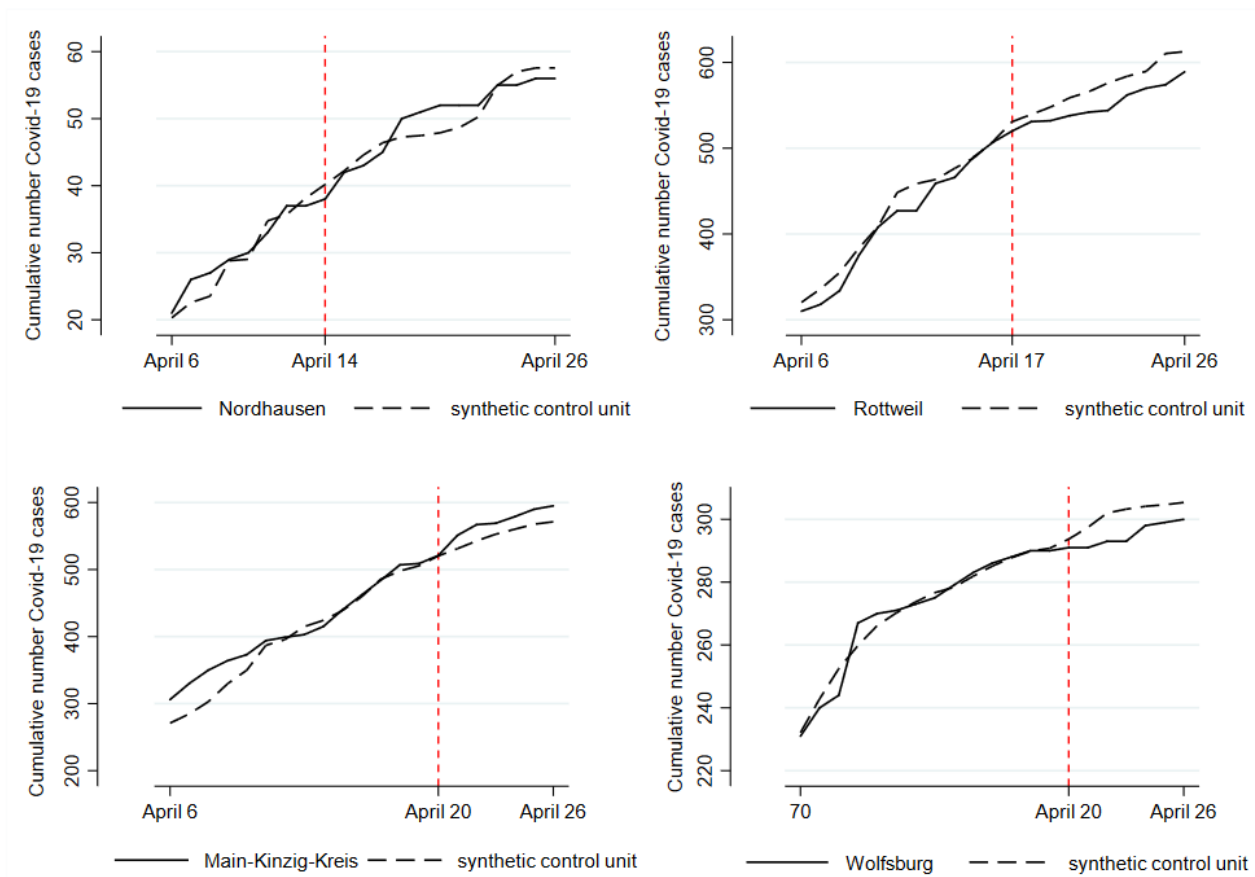 Cumulative number Covid-19 cases
60
50
40
30
20
April 6
April 14
April 26
Nordhausen
synthetic control unit
Cumulative number Covid-19 cases
600
500
400
300
April 6
April 17
April 26
Rottweil
synthetic control unit
Cumulative number Covid-19 cases
600
500
400
300
200
April 6
April 20
April 26
Main-Kinzig-Kreis
synthetic control unit
Cumulative number Covid-19 cases
300
280
260
240
220
70
April 20
April 26
Wolfsburg
synthetic control unit